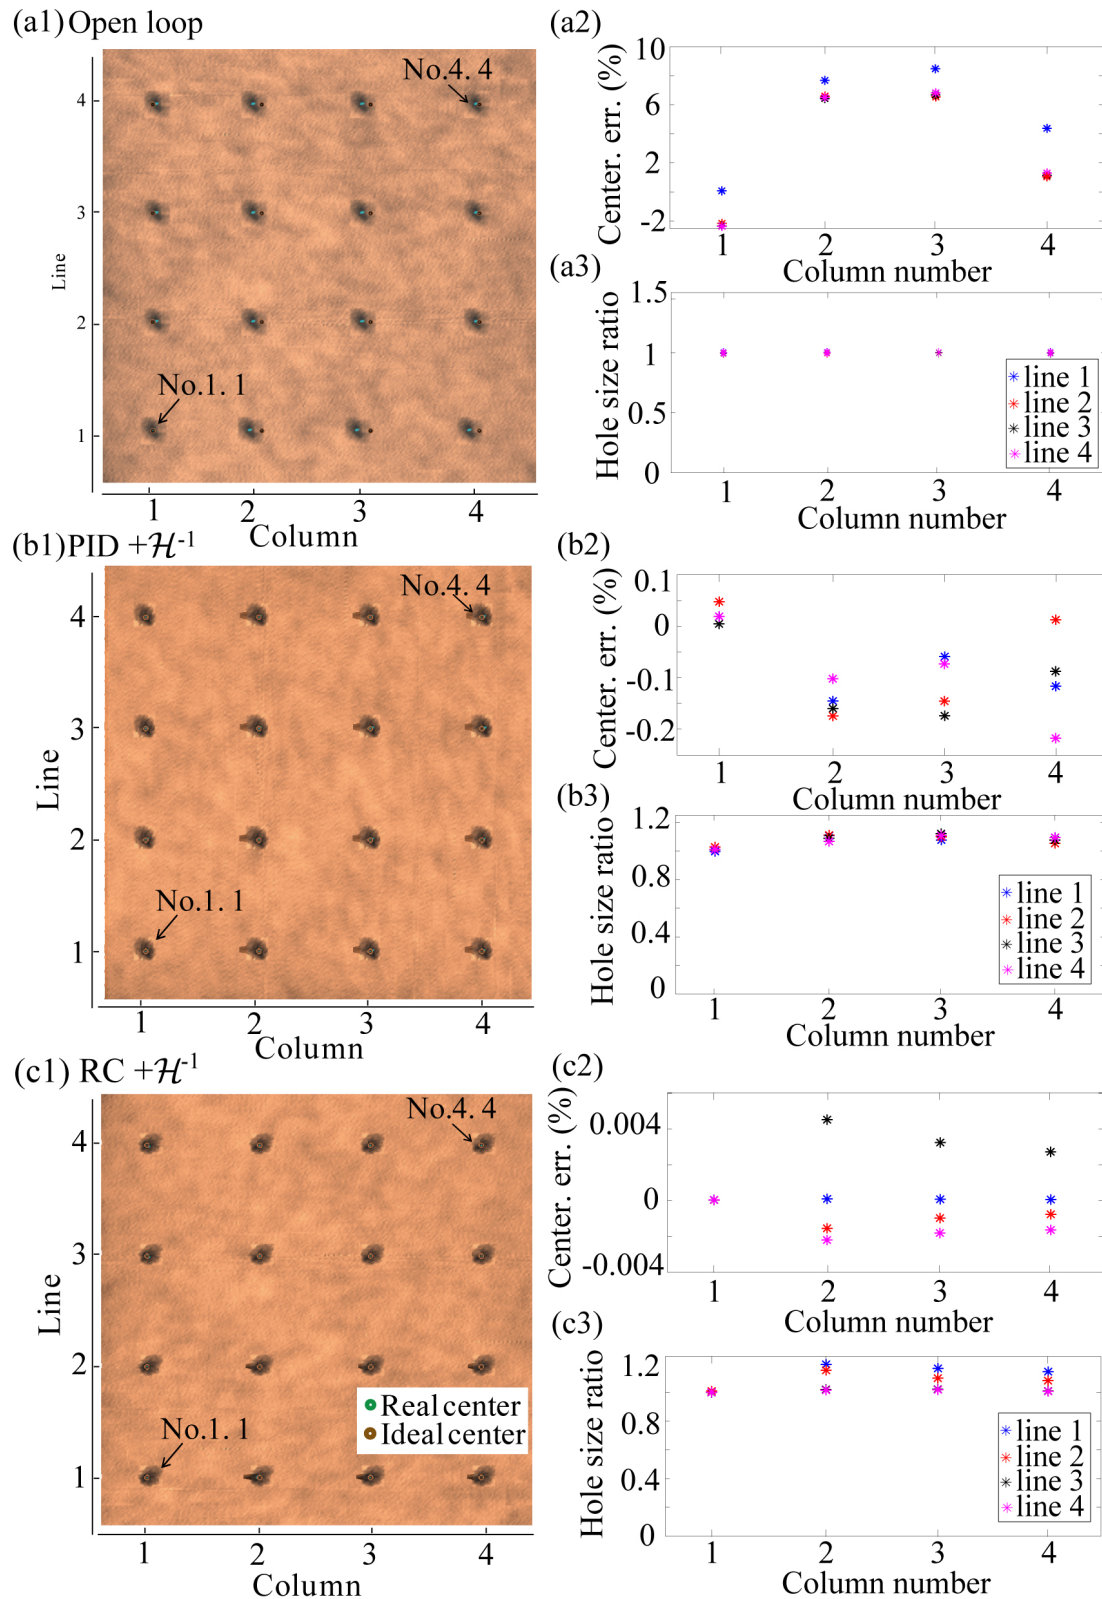 (a1) Open loop
No.4. 4
4
3
Line
2
No.1. 1
1
1 2 3 4
Column
(a2)
Center. err. (%)
10
6
2
-2
1 2 3 4
Column number
(a3)
Hole size ratio
1.5
1
0.5
0
line 1
line 2
line 3
line 4
1 2 3 4
Column number
(b1) PID +ℋ⁻¹
No.4. 4
4
3
Line
2
No.1. 1
1
1 2 3 4
Column
(b2)
Center. err. (%)
0.1
0
-0.1
-0.2
1 2 3 4
Column number
(b3)
Hole size ratio
1.2
0.8
0.4
0
line 1
line 2
line 3
line 4
1 2 3 4
Column number
(c1) RC +ℋ⁻¹
No.4. 4
4
3
Line
2
Real center
Ideal center
No.1. 1
1
1 2 3 4
Column
(c2)
Center. err. (%)
0.004
0
-0.004
1 2 3 4
Column number
(c3)
Hole size ratio
1.2
0.8
0.4
0
line 1
line 2
line 3
line 4
1 2 3 4
Column number